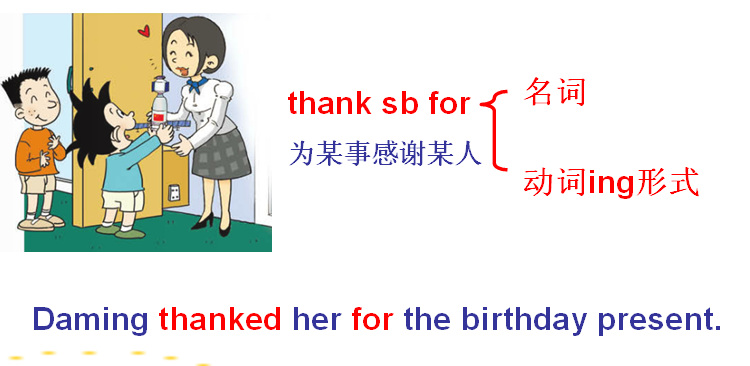 thank sb for
名词
为某事感谢某人
动词ing形式
Daming thanked her for the birthday present.